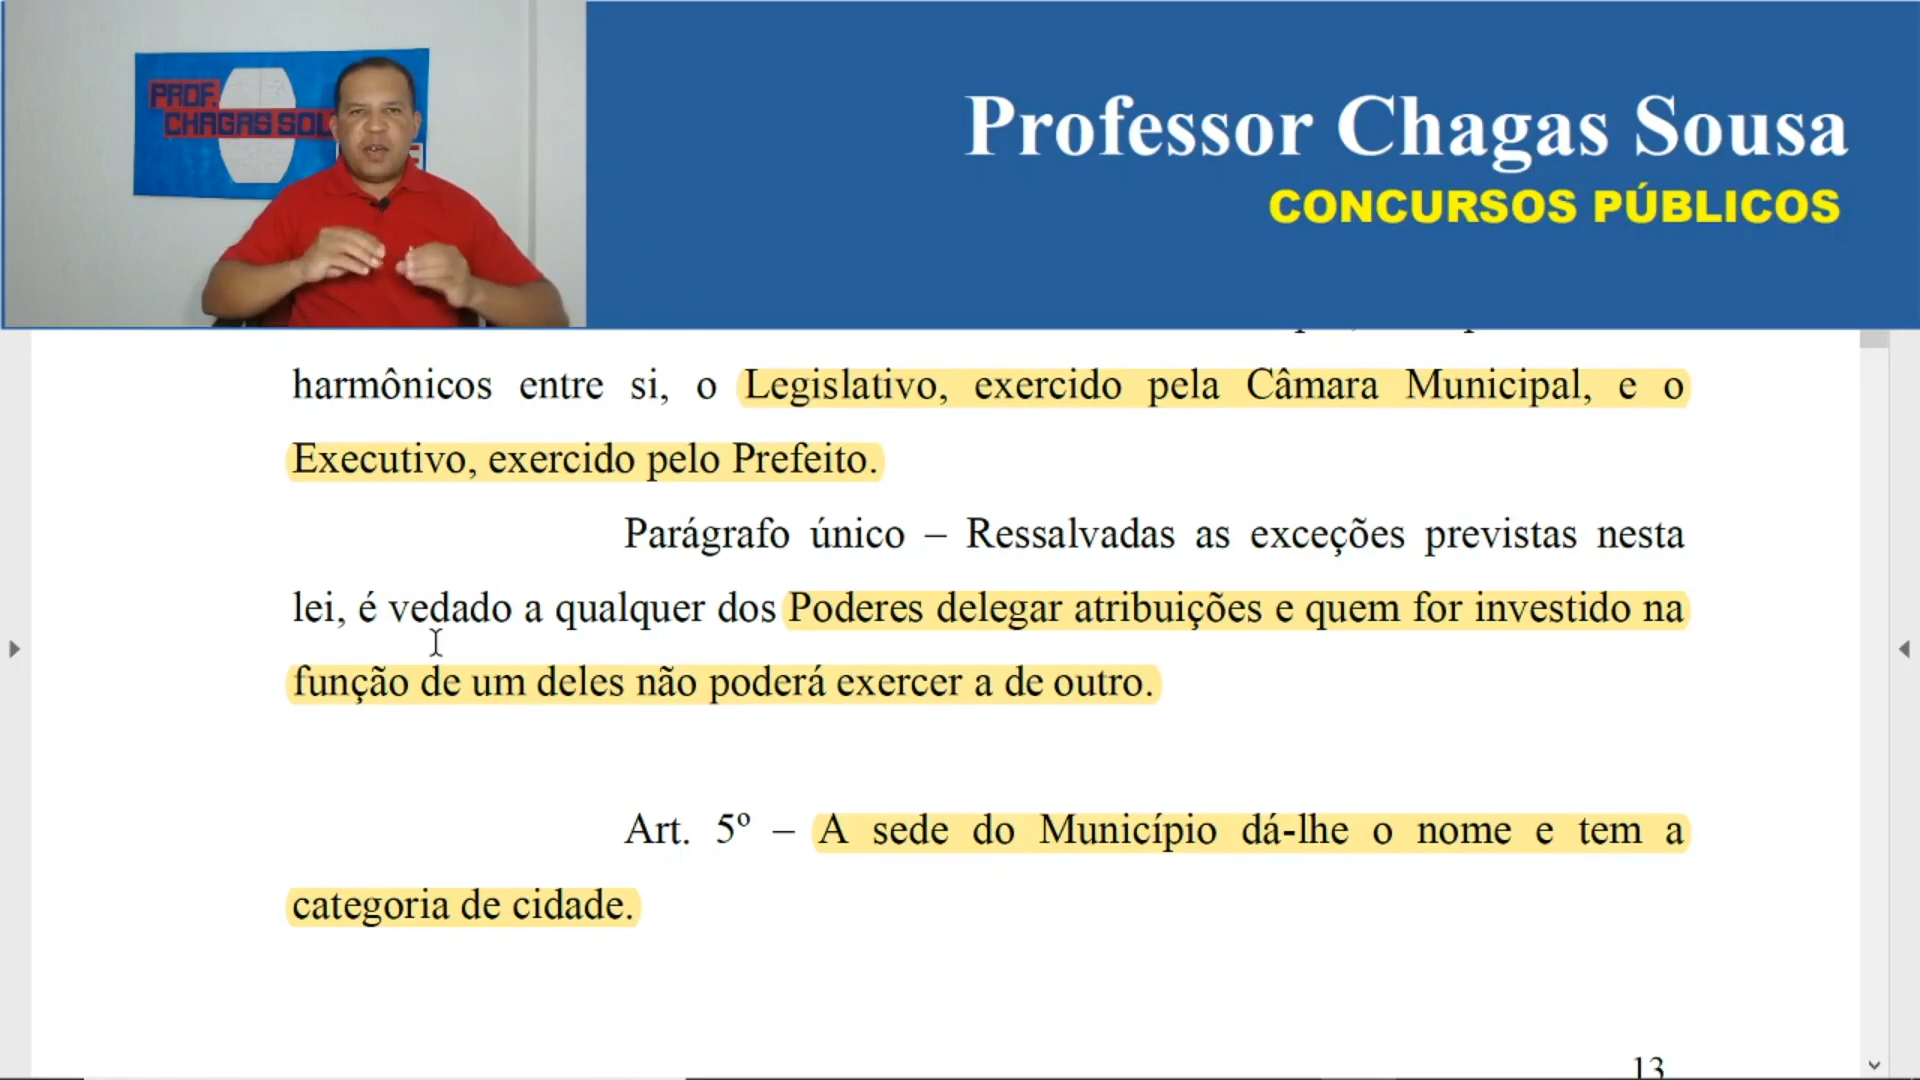 PROF.
CHAGAS SOU
Professor Chagas Sousa
CONCURSOS PÚBLICOS
harmônicos entre si, o Legislativo, exercido pela Câmara Municipal, e o
Executivo, exercido pelo Prefeito.
Parágrafo único – Ressalvadas as exceções previstas nesta
lei, é vedado a qualquer dos Poderes delegar atribuições e quem for investido na
função de um deles não poderá exercer a de outro.
Art. 5º – A sede do Município dá-lhe o nome e tem a
categoria de cidade.
13